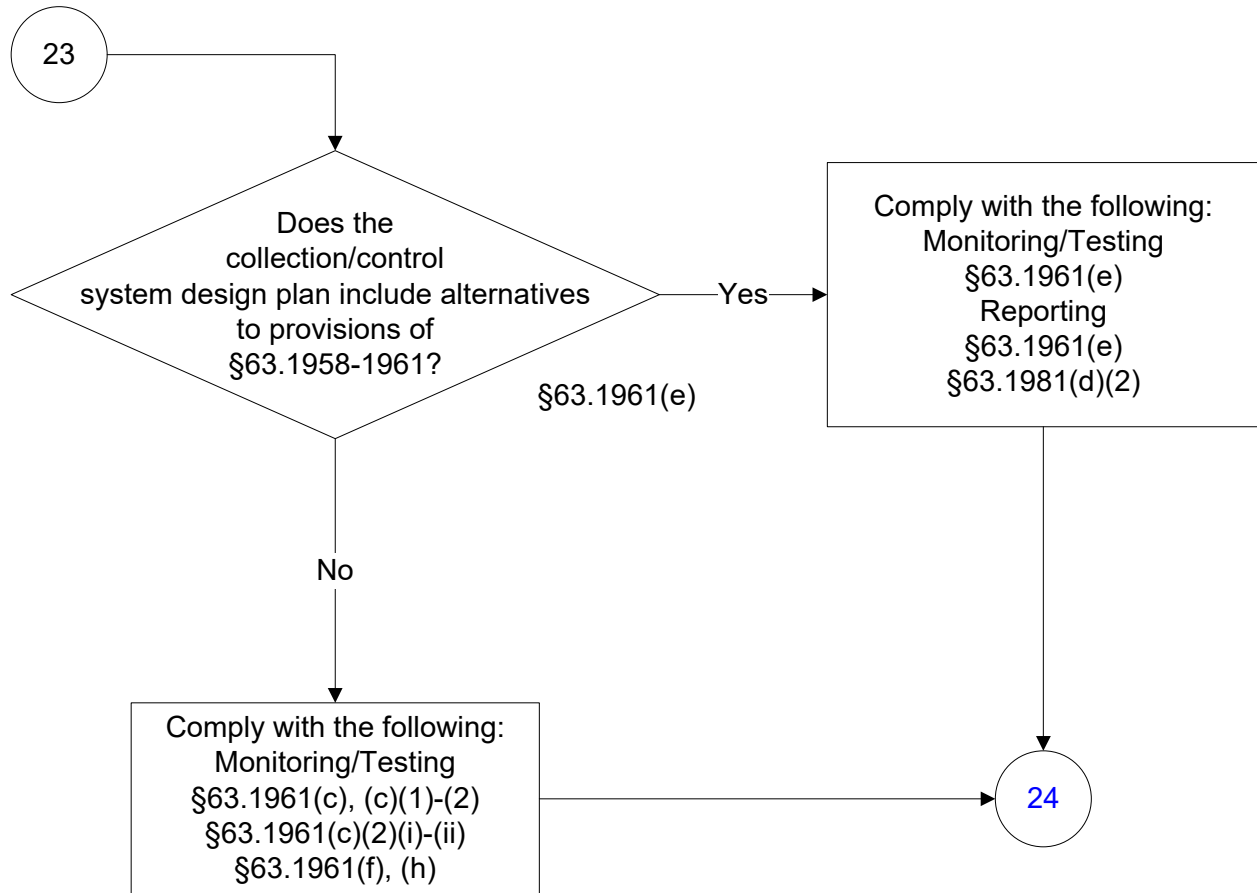 23
Does the
collection/control
system design plan include alternatives
to provisions of
§63.1958-1961?
Yes
§63.1961(e)
Comply with the following:
Monitoring/Testing
§63.1961(e)
Reporting
§63.1961(e)
§63.1981(d)(2)
No
Comply with the following:
Monitoring/Testing
§63.1961(c), (c)(1)-(2)
§63.1961(c)(2)(i)-(ii)
§63.1961(f), (h)
24